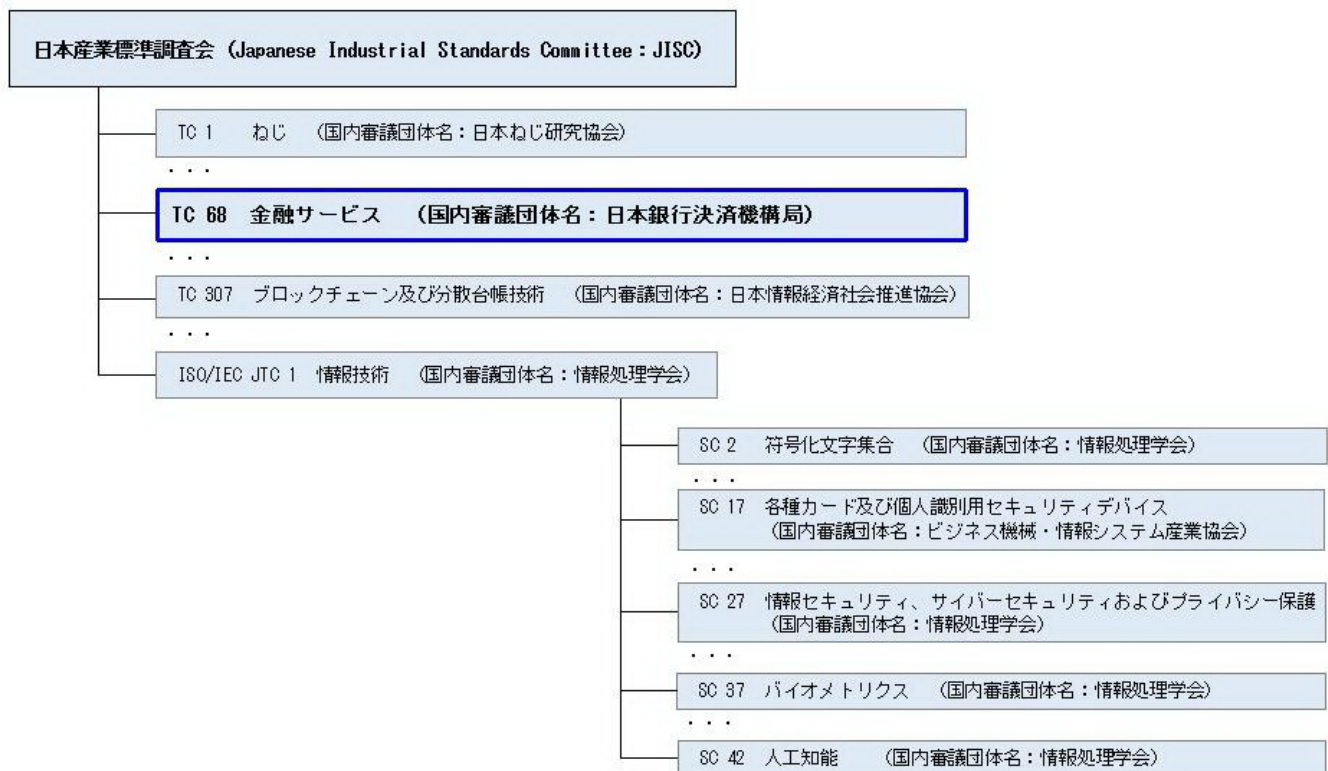 日本産業標準調査会（Japanese Industrial Standards Committee：JISC）
TC 1　ねじ　（国内審議団体名：日本ねじ研究協会）
・・・
TC 68　金融サービス　（国内審議団体名：日本銀行決済機構局）
・・・
TC 307　ブロックチェーン及び分散台帳技術　（国内審議団体名：日本情報経済社会推進協会）
・・・
ISO/IEC JTC 1　情報技術　（国内審議団体名：情報処理学会）
SC 2　符号化文字集合　（国内審議団体名：情報処理学会）
・・・
SC 17　各種カード及び個人識別用セキュリティデバイス
（国内審議団体名：ビジネス機械・情報システム産業協会）
・・・
SC 27　情報セキュリティ、サイバーセキュリティおよびプライバシー保護
（国内審議団体名：情報処理学会）
・・・
SC 37　バイオメトリクス　（国内審議団体名：情報処理学会）
・・・
SC 42　人工知能　（国内審議団体名：情報処理学会）